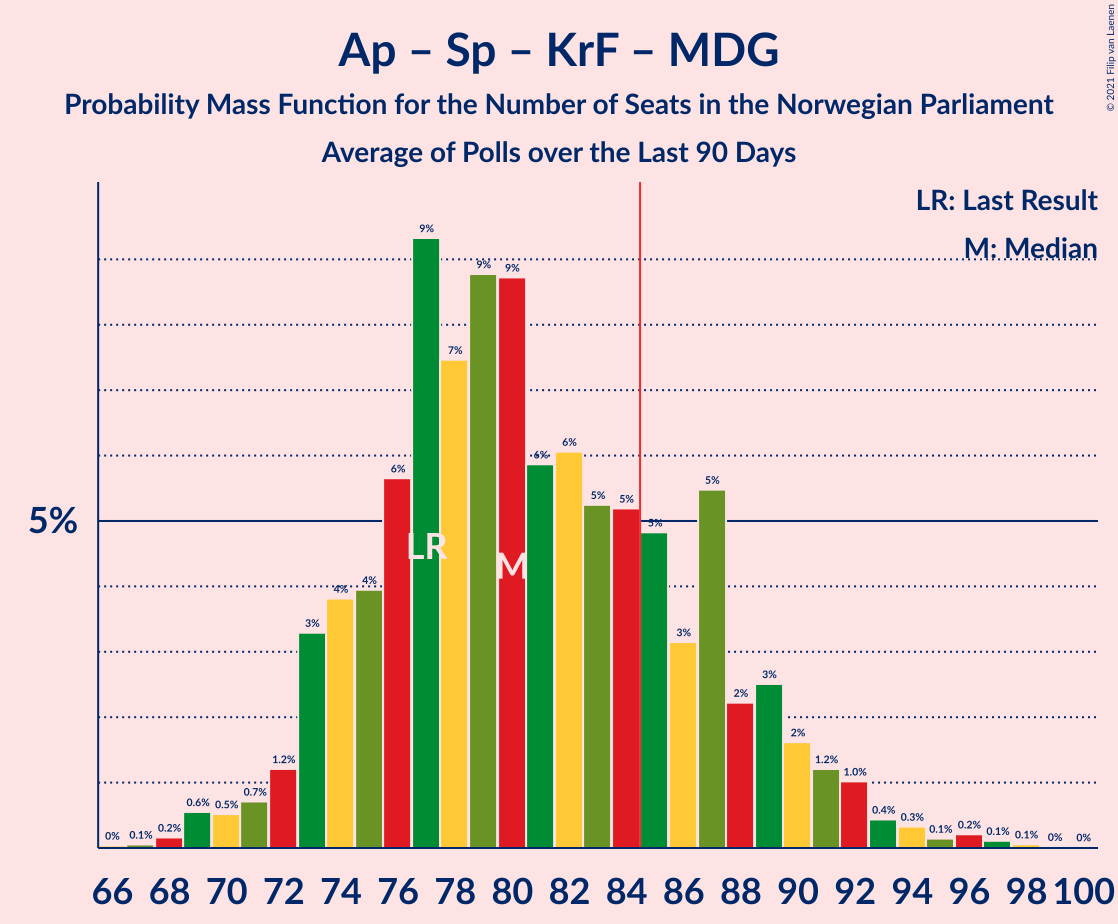 Ap – Sp – KrF – MDG
Probability Mass Function for the Number of Seats in the Norwegian Parliament
Average of Polls over the Last 90 Days
© 2021 Filip van Laenen
LR: Last Result
M: Median
5%
0% 0.1% 0.2% 0.6% 0.5% 0.7% 1.2% 3% 4% 4% 6% 9% 7% 9% 9% 6% 6% 5% 5% 5% 3% 5% 2% 3% 2% 1.2% 1.0% 0.4% 0.3% 0.1% 0.2% 0.1% 0.1% 0% 0%
LR
M
66 68 70 72 74 76 78 80 82 84 86 88 90 92 94 96 98 100